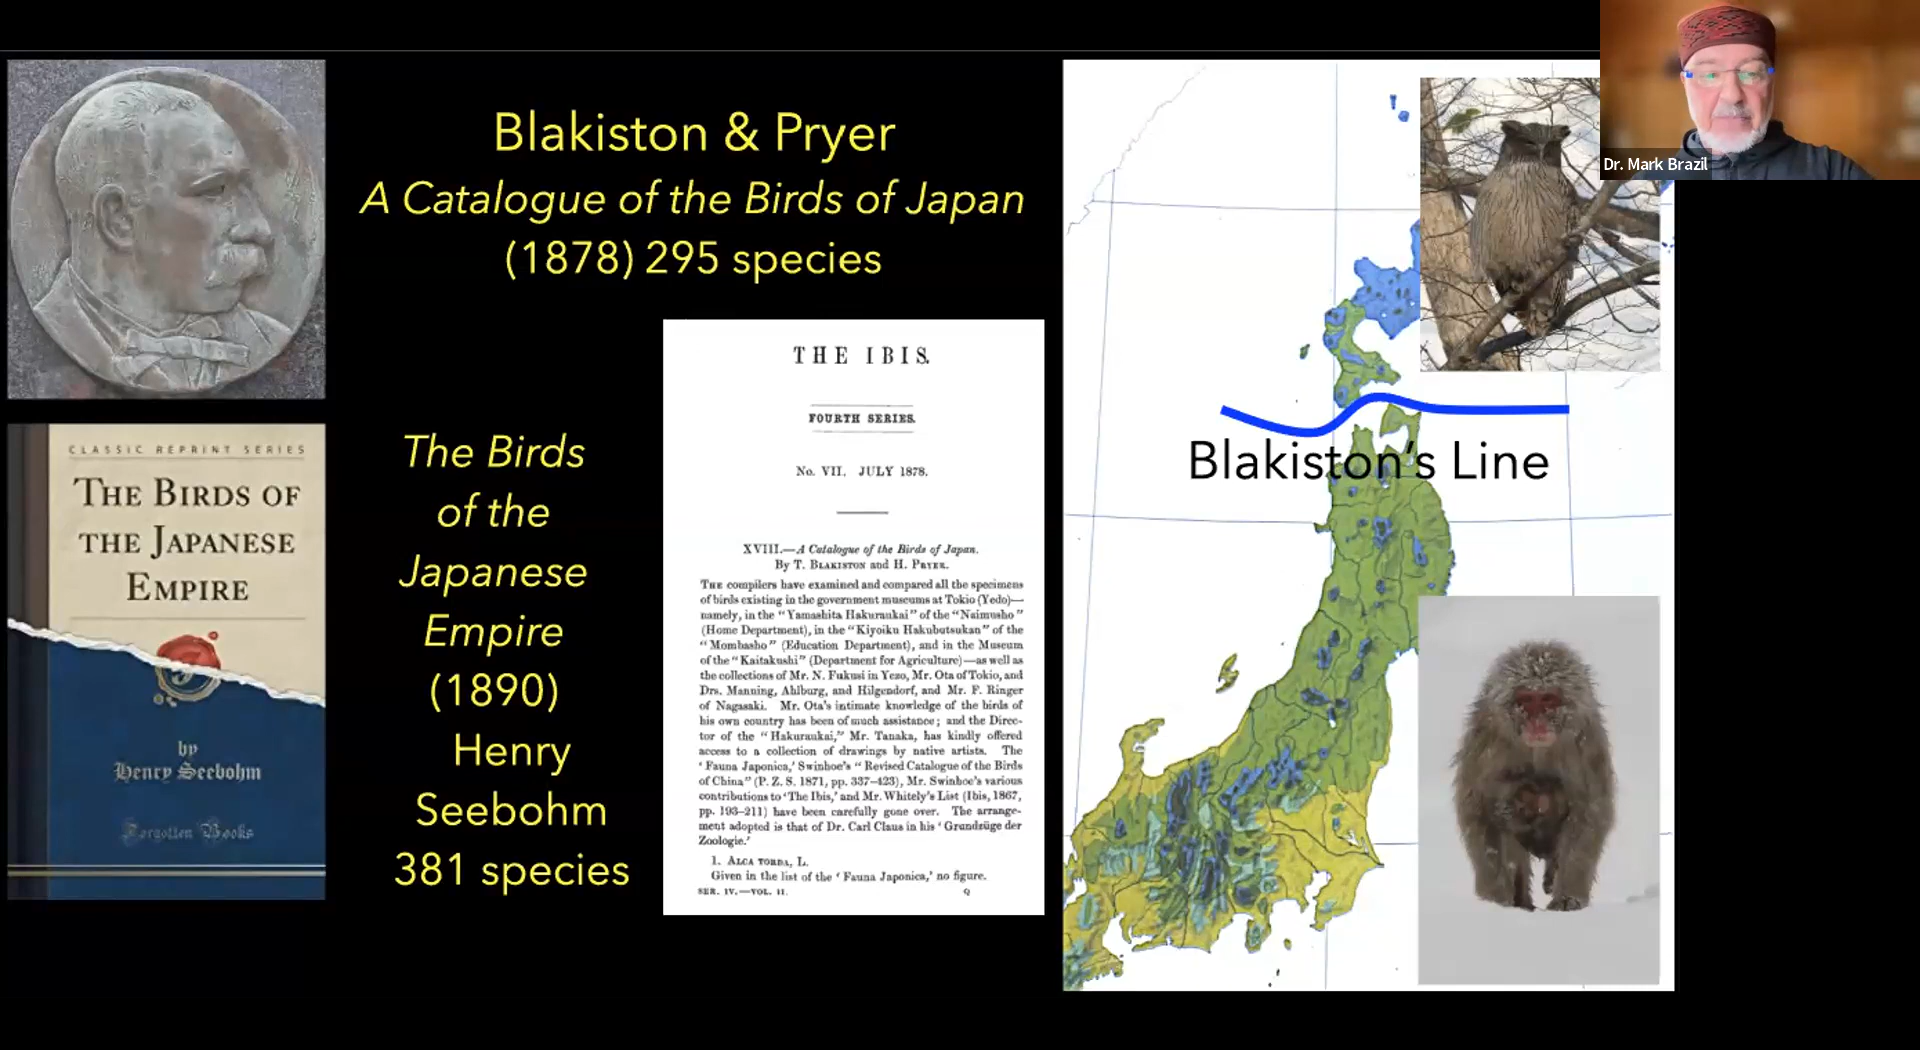 Blakiston & Pryer
A Catalogue of the Birds of Japan
(1878) 295 species
CLASSIC REPRINT SERIES
THE BIRDS OF
THE JAPANESE
EMPIRE
by
Henry Seebohm
Forgotten Books
The Birds
of the
Japanese
Empire
(1890)
Henry
Seebohm
381 species
THE IBIS.
FOURTH SERIES.
No. VII. JULY 1878.
XVIII.—A Catalogue of the Birds of Japan.
By T. BLAKISTON and H. PRYER.
THE compilers have examined and compared all the specimens
of birds existing in the government museums at Tokio (Yedo)—
namely, in the “Yamashita Hakurankai” of the “Naimusho”
(Home Department), in the “Kiyoiku Hakubutsukan” of the
“Mombasho” (Education Department), and in the Museum
of the “Kaitakushi” (Department for Agriculture)—as well as
the collections of Mr. N. Fukusi in Yezo, Mr. Ota of Tokio, and
Drs. Manning, Ahlburg, and Hilgendorf, and Mr. F. Ringer
of Nagasaki. Mr. Ota's intimate knowledge of the birds of
his own country has been of much assistance; and the Direc-
tor of the “Hakurankai,” Mr. Tanaka, has kindly offered
access to a collection of drawings by native artists. The
‘Fauna Japonica,’ Swinhoe's “Revised Catalogue of the Birds
of China” (P. Z. S. 1871, pp. 337–423), Mr. Swinhoe's various
contributions to ‘The Ibis,’ and Mr. Whitely's List (Ibis, 1867,
pp. 193–211) have been carefully gone over. The arrange-
ment adopted is that of Dr. Carl Claus in his ‘Grundzüge der
Zoologie.’
1. ALCA TORDA, L.
Given in the list of the ‘Fauna Japonica,’ no figure.
SER. IV.—VOL. II. Q
Blakiston's Line
Dr. Mark Brazil